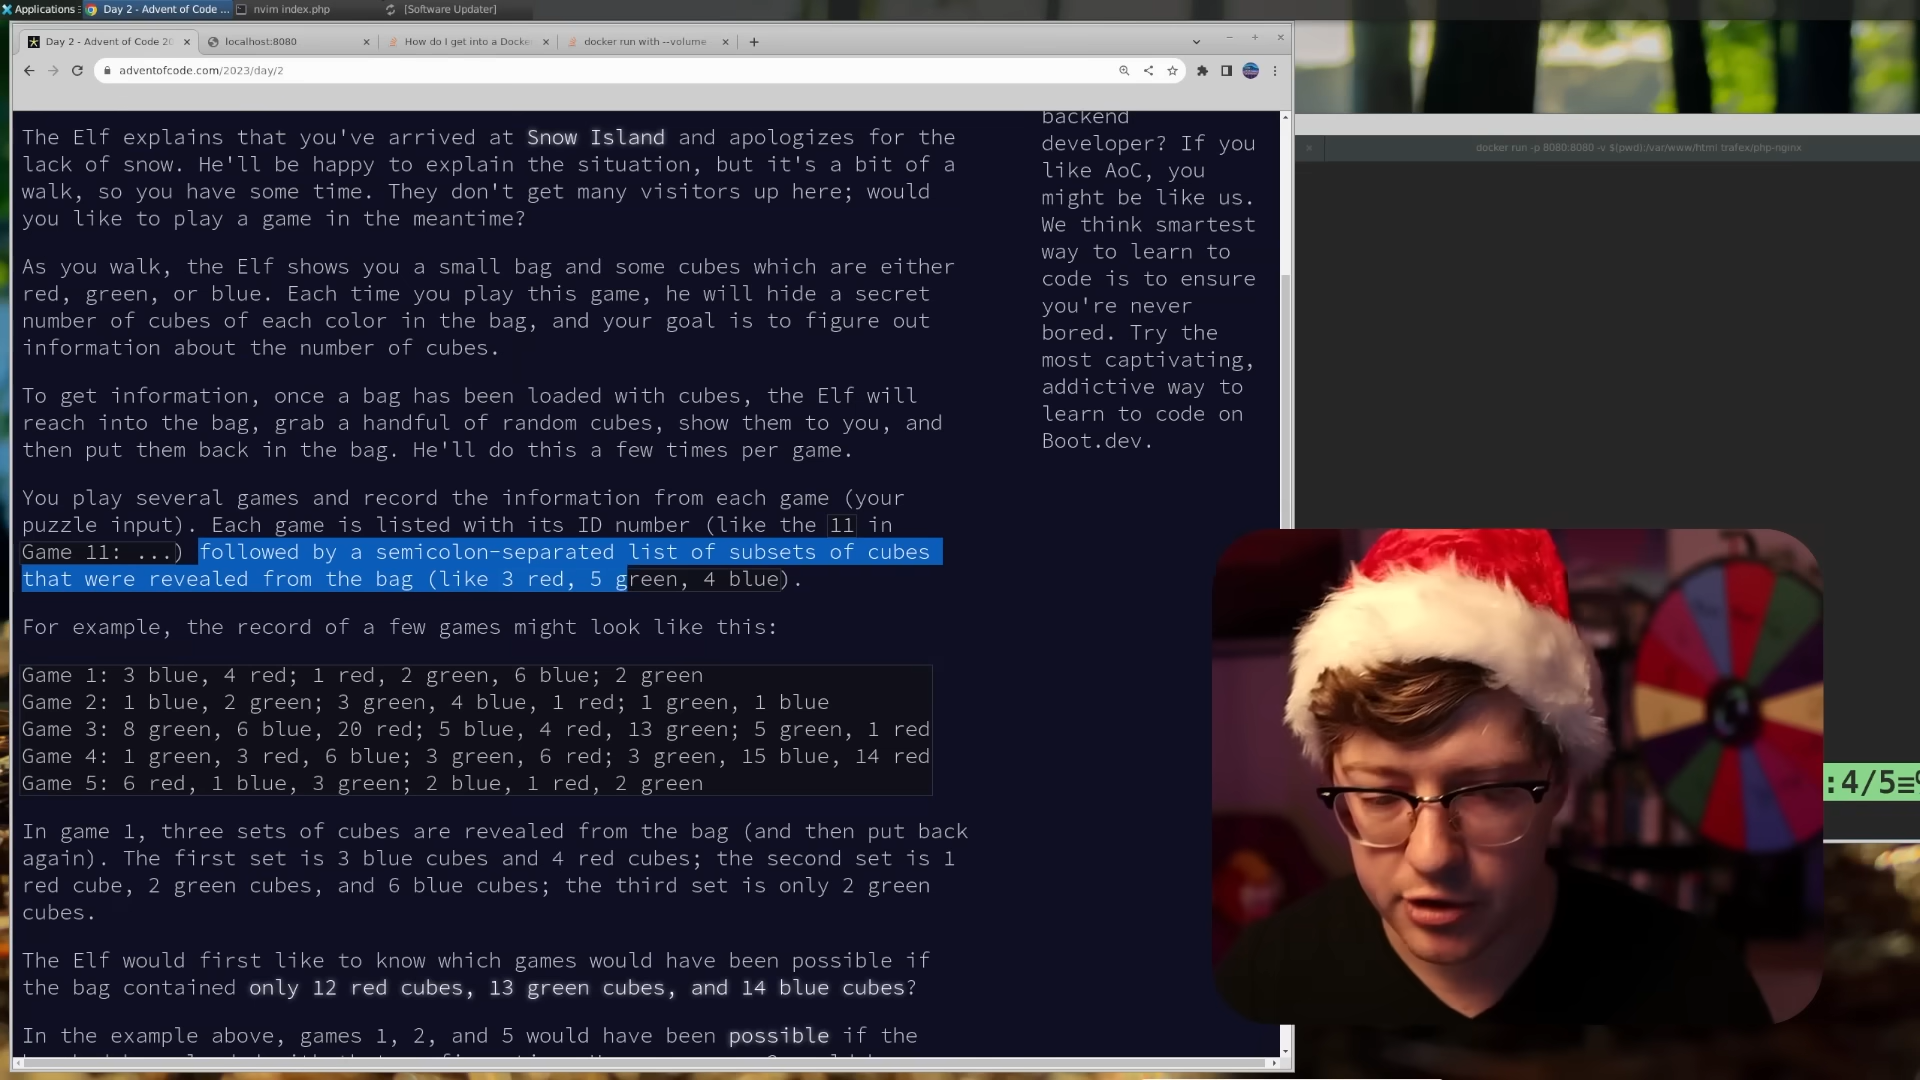 Applications
Day 2 - Advent of Code ...
nvim index.php
[Software Updater]
Day 2 - Advent of Code 20
localhost:8080
How do I get into a Docke
docker run with --volume
adventofcode.com/2023/day/2
The Elf explains that you've arrived at Snow Island and apologizes for the
lack of snow. He'll be happy to explain the situation, but it's a bit of a
walk, so you have some time. They don't get many visitors up here; would
you like to play a game in the meantime?
As you walk, the Elf shows you a small bag and some cubes which are either
red, green, or blue. Each time you play this game, he will hide a secret
number of cubes of each color in the bag, and your goal is to figure out
information about the number of cubes.
To get information, once a bag has been loaded with cubes, the Elf will
reach into the bag, grab a handful of random cubes, show them to you, and
then put them back in the bag. He'll do this a few times per game.
You play several games and record the information from each game (your
puzzle input). Each game is listed with its ID number (like the 11 in
Game 11: ...) followed by a semicolon-separated list of subsets of cubes
that were revealed from the bag (like 3 red, 5 green, 4 blue).
For example, the record of a few games might look like this:
Game 1: 3 blue, 4 red; 1 red, 2 green, 6 blue; 2 green
Game 2: 1 blue, 2 green; 3 green, 4 blue, 1 red; 1 green, 1 blue
Game 3: 8 green, 6 blue, 20 red; 5 blue, 4 red, 13 green; 5 green, 1 red
Game 4: 1 green, 3 red, 6 blue; 3 green, 6 red; 3 green, 15 blue, 14 red
Game 5: 6 red, 1 blue, 3 green; 2 blue, 1 red, 2 green
In game 1, three sets of cubes are revealed from the bag (and then put back
again). The first set is 3 blue cubes and 4 red cubes; the second set is 1
red cube, 2 green cubes, and 6 blue cubes; the third set is only 2 green
cubes.
The Elf would first like to know which games would have been possible if
the bag contained only 12 red cubes, 13 green cubes, and 14 blue cubes?
In the example above, games 1, 2, and 5 would have been possible if the
backend
developer? If you
like AoC, you
might be like us.
We think smartest
way to learn to
code is to ensure
you're never
bored. Try the
most captivating,
addictive way to
learn to code on
Boot.dev.
docker run -p 8080:8080 -v $(pwd):/var/www/html trafex/php-nginx
:4/5≡